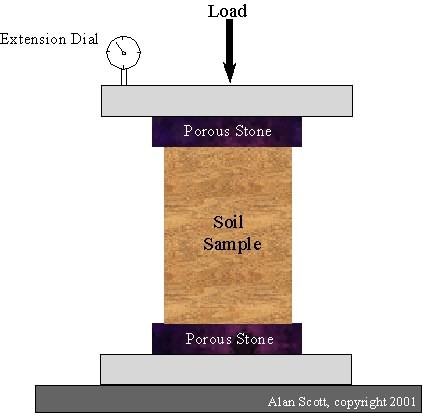 Load
Extension Dial
Porous Stone
Soil
Sample
Porous Stone
Alan Scott, copyright 2001